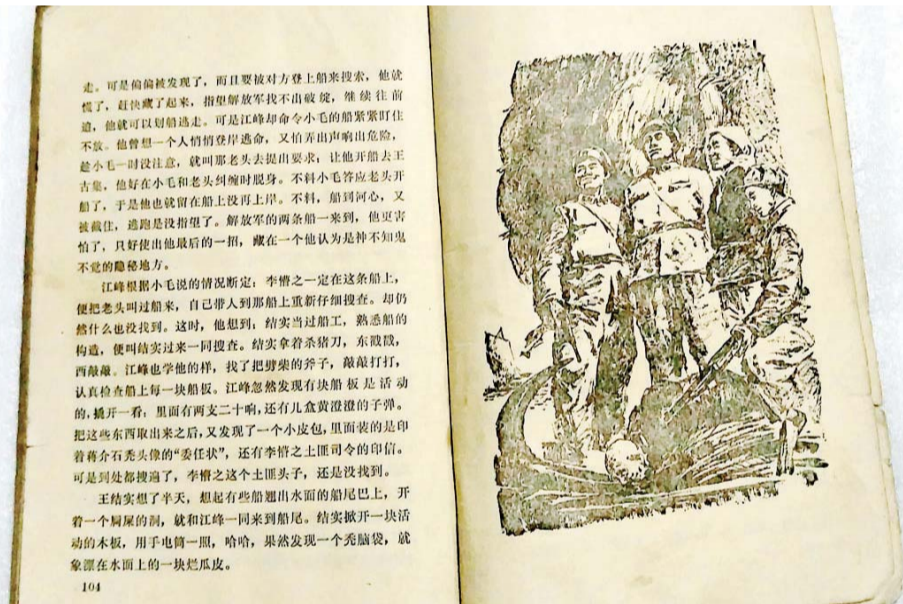 走。可是偏偏被发现了，而且要被对方登上船来搜索，他就
慌了，赶快藏了起来，指望解放军找不出破绽，继续往前
追，他就可以划船逃走。可是江峰却命令小毛的船紧紧盯住
不放。他曾想一个人悄悄登岸逃命，又怕弄出声响出危险，
趁小毛一时没注意，就叫那老头去提出要求：让他开船去王
古集，他好在小毛和老头纠缠时脱身。不料小毛答应老头开
船了，于是他也就留在船上没再上岸。不料，船到河心，又
被截住，逃跑是没指望了。解放军的两条船一来到，他更害
怕了，只好使出他最后的一招，藏在一个他认为是神不知鬼
不觉的隐秘地方。
江峰根据小毛说的情况断定：李惛之一定在这条船上，
便把老头叫过船来，自己带人到那船上重新仔细搜查。却仍
然什么也没找到。这时，他想到：结实当过船工，熟悉船的
构造，便叫结实过来一同搜查。结实拿着杀猪刀，东戳戳，
西敲敲。江峰也学他的样，找了把劈柴的斧子，敲敲打打，
认真检查船上每一块船板。江峰忽然发现有块船板是活动
的，撬开一看：里面有两支二十响，还有几盒黄澄澄的子弹。
把这些东西取出来之后，又发现了一个小皮包，里面装的是印
着蒋介石秃头像的“委任状”，还有李惛之土匪司令的印信。
可是到处都搜遍了，李惛之这个土匪头子，还是没找到。
王结实想了半天，想起有些船翘出水面的船尾巴上，开
着一个屙屎的洞，就和江峰一同来到船尾。结实掀开一块活
动的木板，用手电筒一照，哈哈，果然发现一个秃脑袋，就
象漂在水面上的一块烂瓜皮。
104